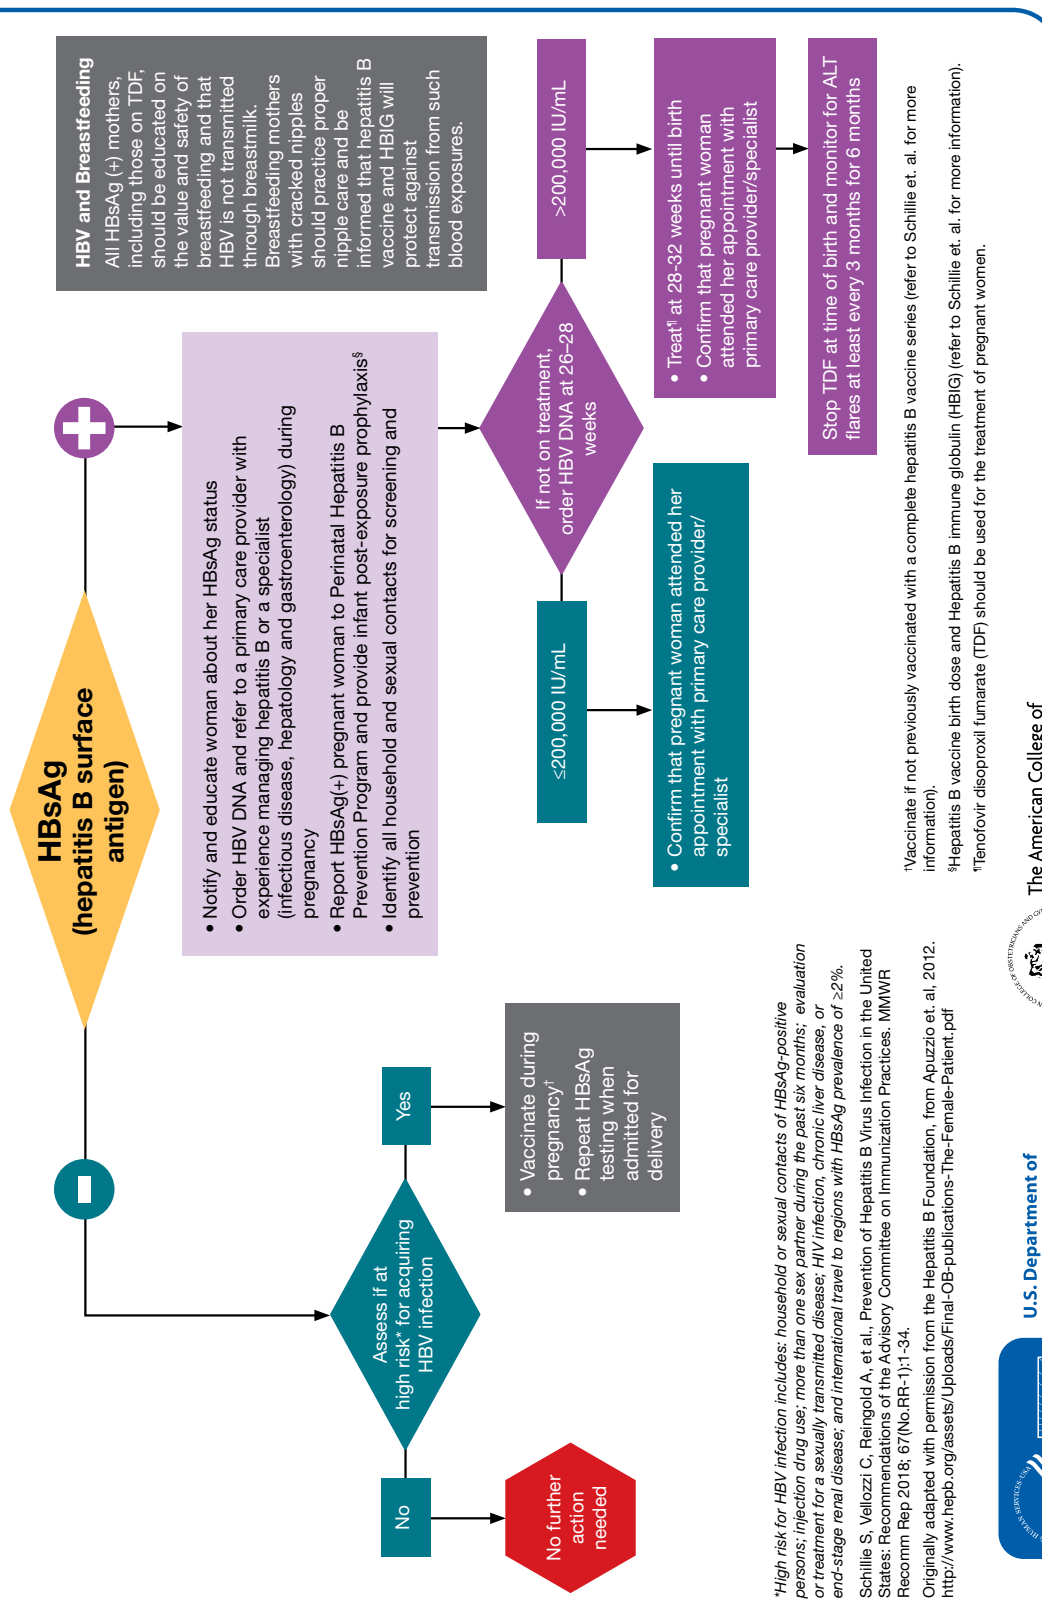 HBsAg
(hepatitis B surface
antigen)
Assess if at
high risk* for acquiring
HBV infection
No
Yes
No further
action
needed
• Vaccinate during
pregnancy†
• Repeat HBsAg
testing when
admitted for
delivery
• Notify and educate woman about her HBsAg status
• Order HBV DNA and refer to a primary care provider with
experience managing hepatitis B or a specialist
(infectious disease, hepatology and gastroenterology) during
pregnancy
• Report HBsAg(+) pregnant woman to Perinatal Hepatitis B
Prevention Program and provide infant post-exposure prophylaxis§
• Identify all household and sexual contacts for screening and
prevention
HBV and Breastfeeding
All HBsAg (+) mothers,
including those on TDF,
should be educated on
the value and safety of
breastfeeding and that
HBV is not transmitted
through breastmilk.
Breastfeeding mothers
with cracked nipples
should practice proper
nipple care and be
informed that hepatitis B
vaccine and HBIG will
protect against
transmission from such
blood exposures.
If not on treatment,
order HBV DNA at 26–28
weeks
≤200,000 IU/mL
>200,000 IU/mL
• Confirm that pregnant woman attended her
appointment with primary care provider/
specialist
• Treat¶ at 28-32 weeks until birth
• Confirm that pregnant woman
attended her appointment with
primary care provider/specialist
Stop TDF at time of birth and monitor for ALT
flares at least every 3 months for 6 months
*High risk for HBV infection includes: household or sexual contacts of HBsAg-positive
persons; injection drug use; more than one sex partner during the past six months; evaluation
or treatment for a sexually transmitted disease; HIV infection, chronic liver disease, or
end-stage renal disease; and international travel to regions with HBsAg prevalence of ≥2%.
Schillie S, Vellozzi C, Reingold A, et al., Prevention of Hepatitis B Virus Infection in the United
States: Recommendations of the Advisory Committee on Immunization Practices. MMWR
Recomm Rep 2018; 67(No.RR-1);1-34.
Originally adapted with permission from the Hepatitis B Foundation, from Apuzzio et. al, 2012.
http://www.hepb.org/assets/Uploads/Final-OB-publications-The-Female-Patient.pdf
†Vaccinate if not previously vaccinated with a complete hepatitis B vaccine series (refer to Schillie et. al. for more
information).
§Hepatitis B vaccine birth dose and Hepatitis B immune globulin (HBIG) (refer to Schillie et. al. for more information).
¶Tenofovir disoproxil fumarate (TDF) should be used for the treatment of pregnant women.
HUMAN SERVICES·USA
U.S. Department of
COLLEGE OF OBSTETRICIANS AND
The American College of